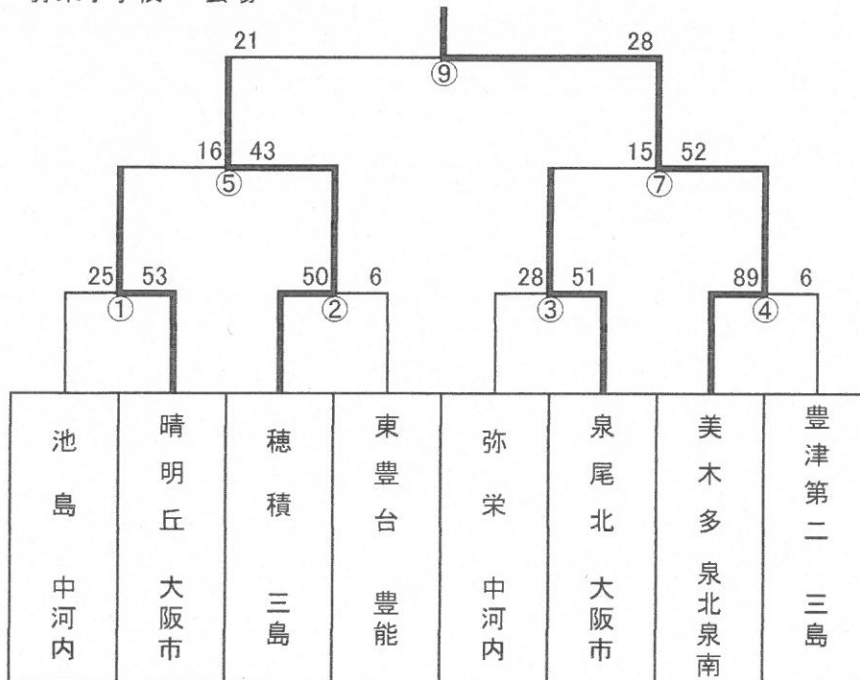 21 28
⑨
16 43 15 52
⑤ ⑦
25 53 50 6 28 51 89 6
① ② ③ ④
池島 中河内
晴明丘 大阪市
穂積 三島
東豊台 豊能
弥栄 中河内
泉尾北 大阪市
美木多 泉北泉南
豊津第二 三島